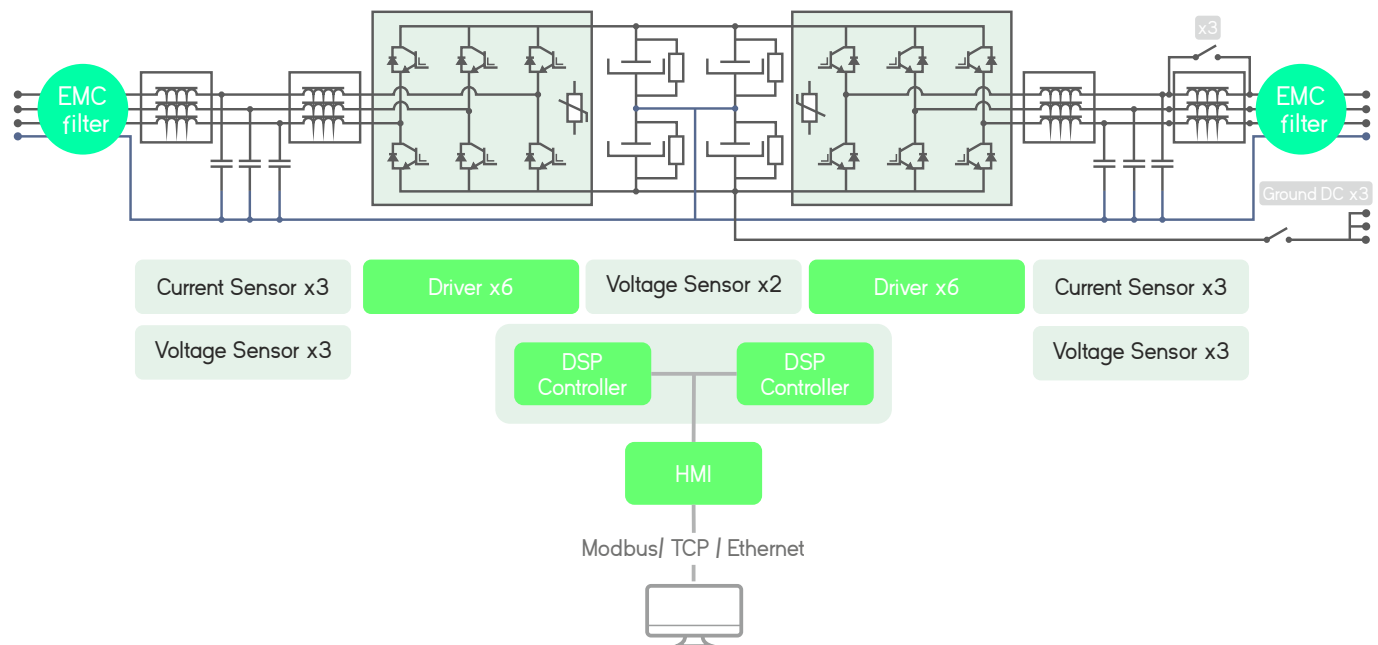 x3
EMC
filter
EMC
filter
Ground DC x3
Current Sensor x3
Driver x6
Voltage Sensor x2
Driver x6
Current Sensor x3
Voltage Sensor x3
Voltage Sensor x3
DSP
Controller
DSP
Controller
HMI
Modbus/ TCP / Ethernet